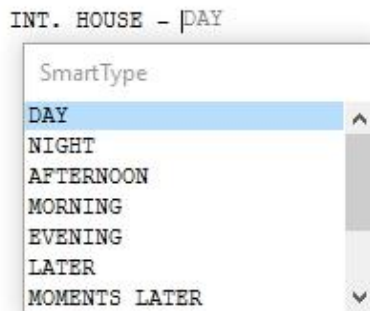 INT. HOUSE - DAY
SmartType
DAY
NIGHT
AFTERNOON
MORNING
EVENING
LATER
MOMENTS LATER